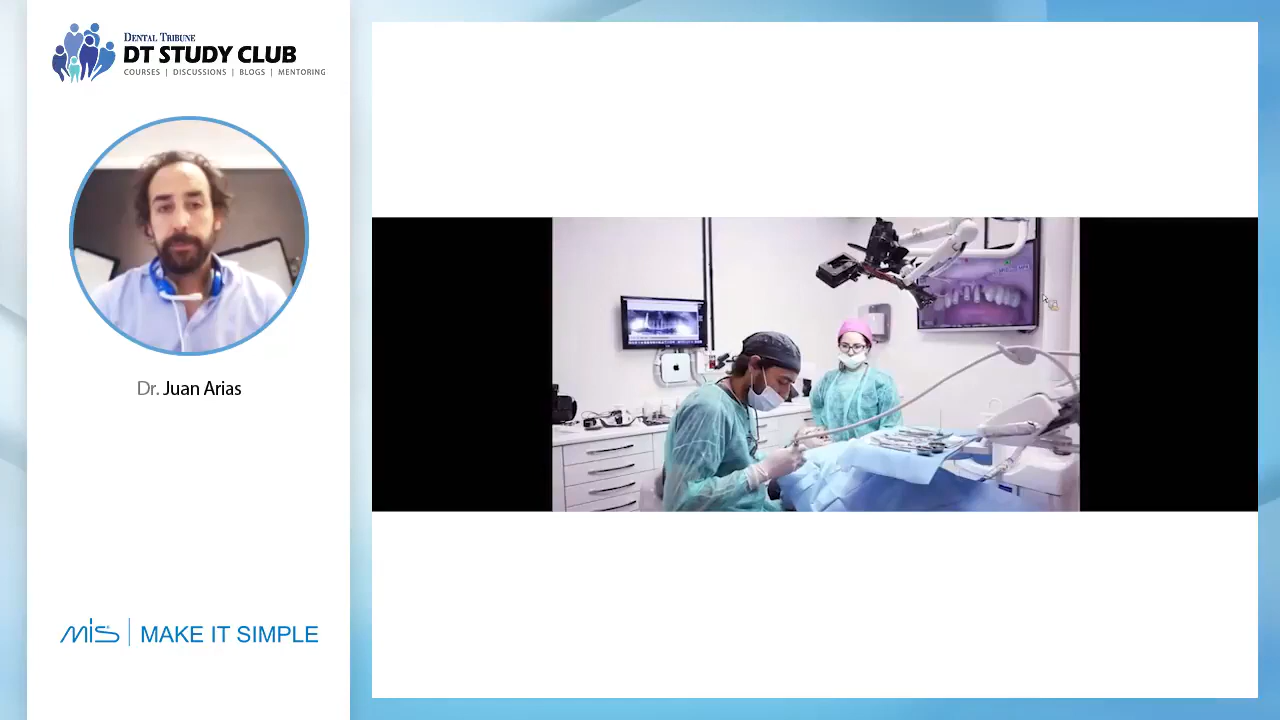 DENTAL TRIBUNE
DT STUDY CLUB
COURSES | DISCUSSIONS | BLOGS | MENTORING
Dr. Juan Arias
MIS | MAKE IT SIMPLE